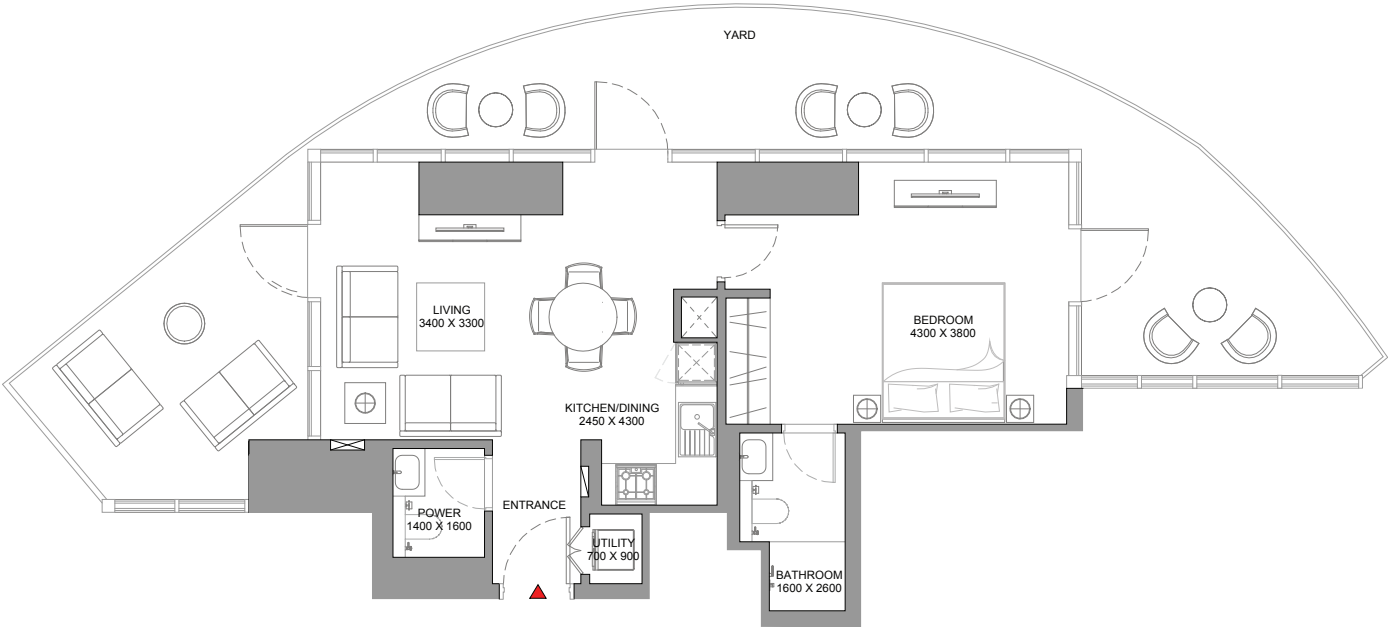 YARD
LIVING
3400 X 3300
BEDROOM
4300 X 3800
KITCHEN/DINING
2450 X 4300
ENTRANCE
POWER
1400 X 1600
UTILITY
700 X 900
BATHROOM
1600 X 2600